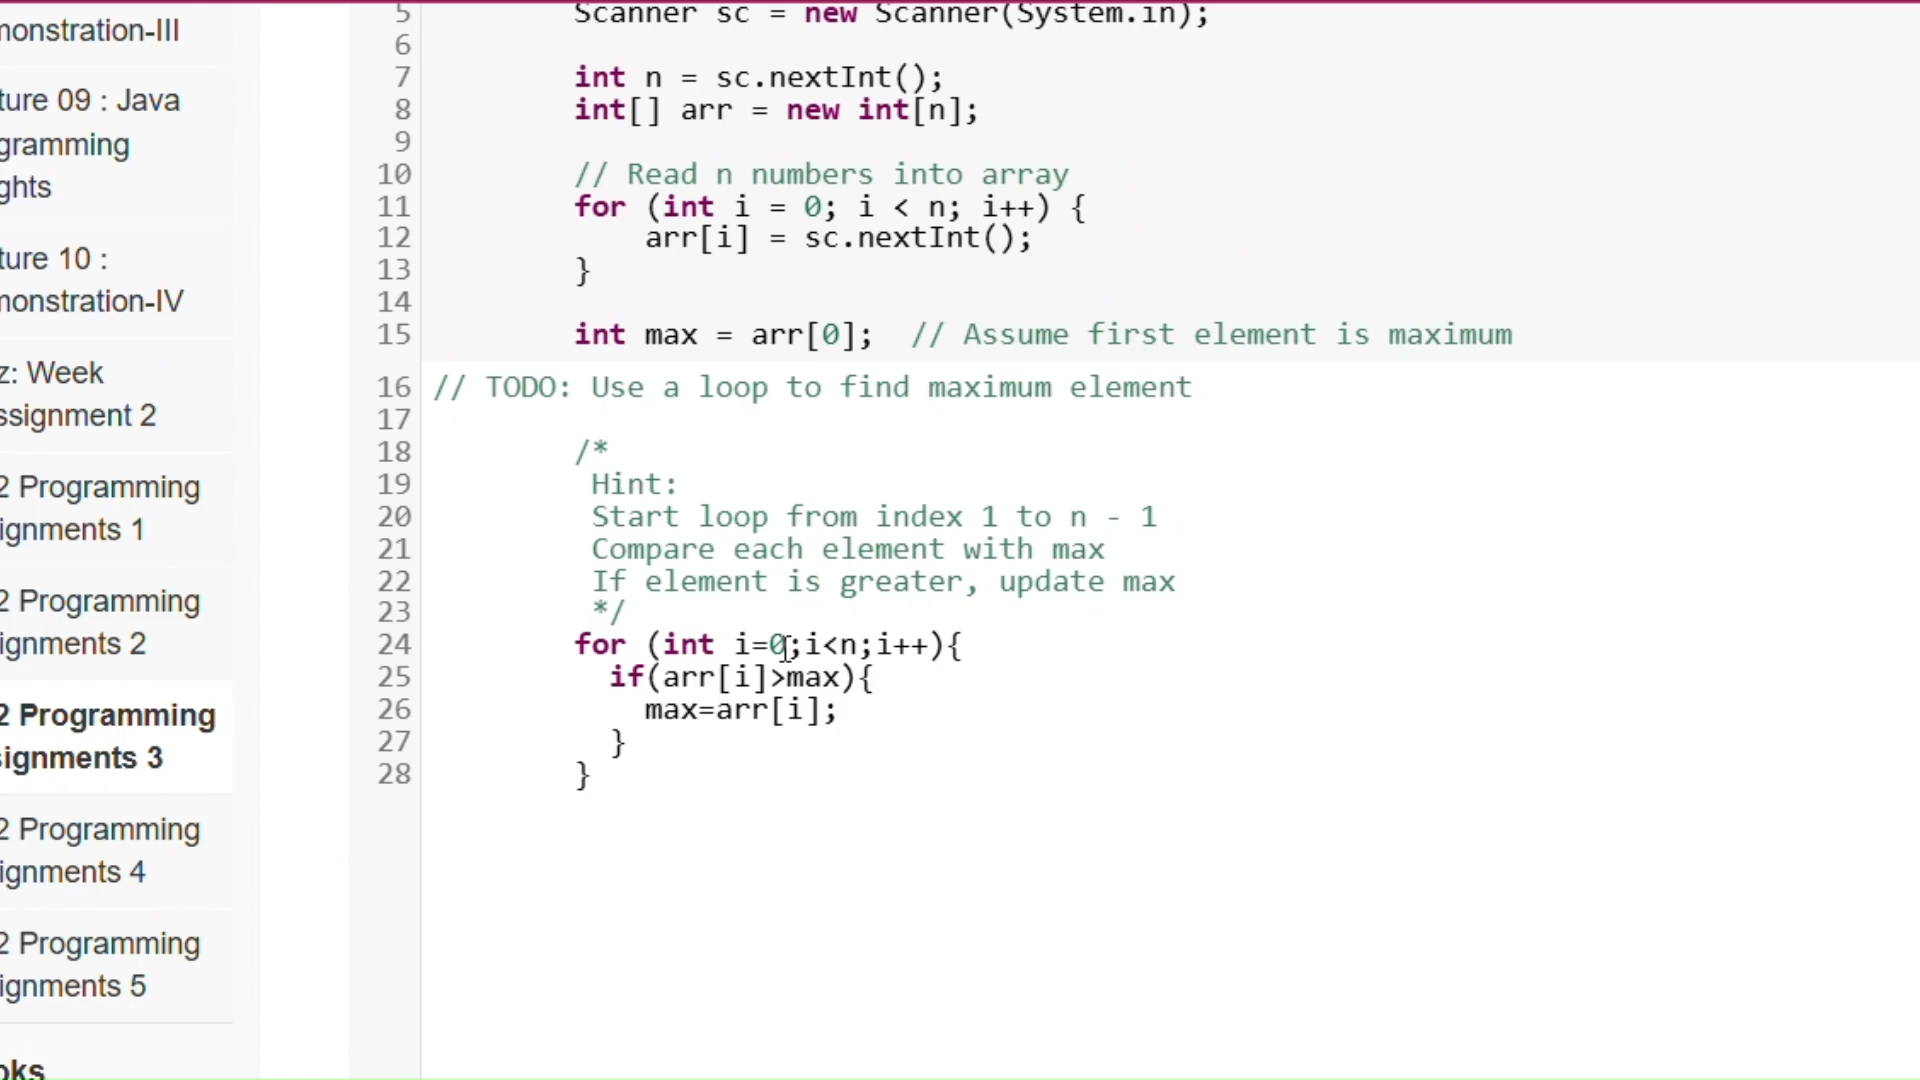 monstration-III
ture 09 : Java
gramming
ghts
ture 10 :
monstration-IV
z: Week
ssignment 2
2 Programming
ignments 1
2 Programming
ignments 2
2 Programming
signments 3
2 Programming
ignments 4
2 Programming
ignments 5
oks
5 Scanner sc = new Scanner(System.in);
6
7 int n = sc.nextInt();
8 int[] arr = new int[n];
9
10 // Read n numbers into array
11 for (int i = 0; i < n; i++) {
12 arr[i] = sc.nextInt();
13 }
14
15 int max = arr[0]; // Assume first element is maximum
16 // TODO: Use a loop to find maximum element
17
18 /*
19 Hint:
20 Start loop from index 1 to n - 1
21 Compare each element with max
22 If element is greater, update max
23 */
24 for (int i=0;i<n;i++){
25 if(arr[i]>max){
26 max=arr[i];
27 }
28 }